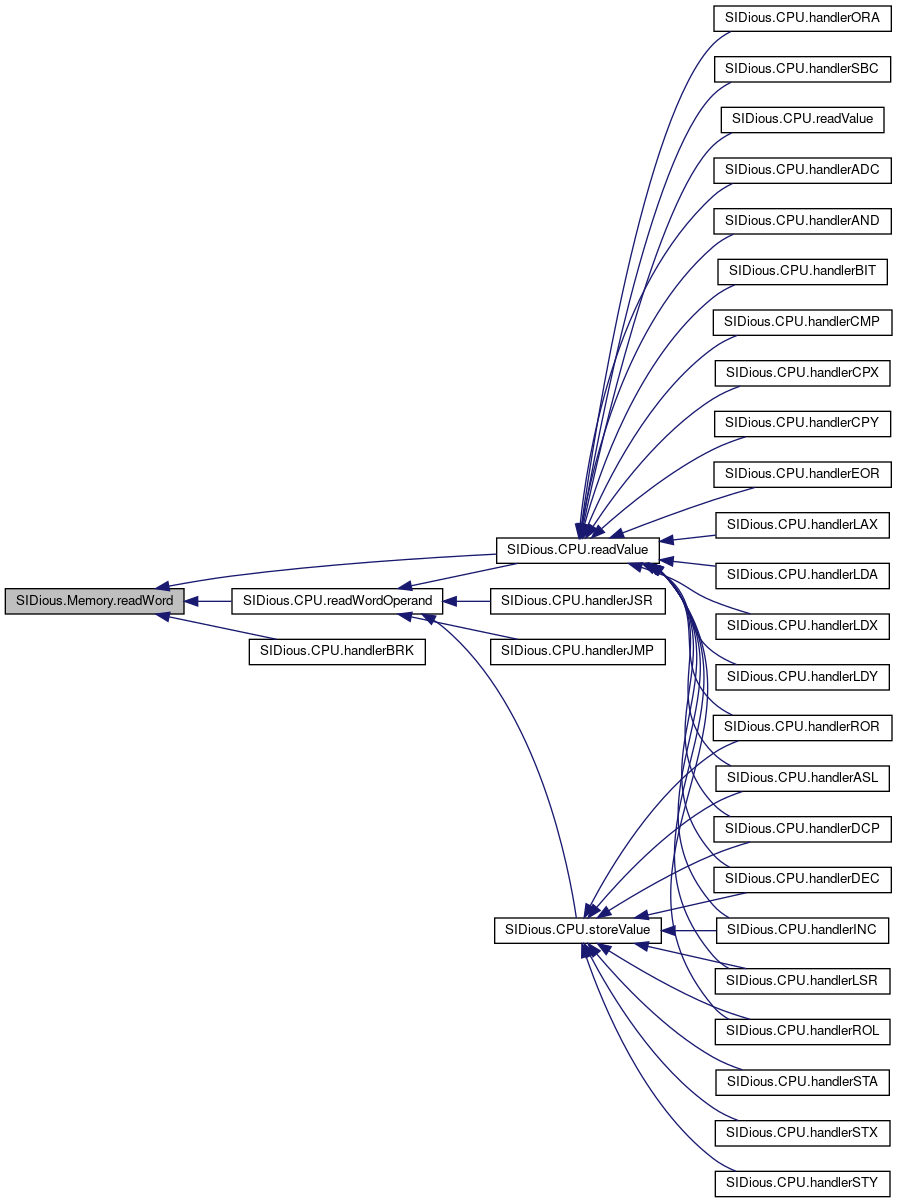 SIDious.CPU.handlerORA
SIDious.CPU.handlerSBC
SIDious.CPU.readValue
SIDious.CPU.handlerADC
SIDious.CPU.handlerAND
SIDious.CPU.handlerBIT
SIDious.CPU.handlerCMP
SIDious.CPU.handlerCPX
SIDious.CPU.handlerCPY
SIDious.CPU.handlerEOR
SIDious.CPU.handlerLAX
SIDious.CPU.readValue
SIDious.CPU.handlerLDA
SIDious.Memory.readWord
SIDious.CPU.readWordOperand
SIDious.CPU.handlerJSR
SIDious.CPU.handlerLDX
SIDious.CPU.handlerBRK
SIDious.CPU.handlerJMP
SIDious.CPU.handlerLDY
SIDious.CPU.handlerROR
SIDious.CPU.handlerASL
SIDious.CPU.handlerDCP
SIDious.CPU.handlerDEC
SIDious.CPU.storeValue
SIDious.CPU.handlerINC
SIDious.CPU.handlerLSR
SIDious.CPU.handlerROL
SIDious.CPU.handlerSTA
SIDious.CPU.handlerSTX
SIDious.CPU.handlerSTY